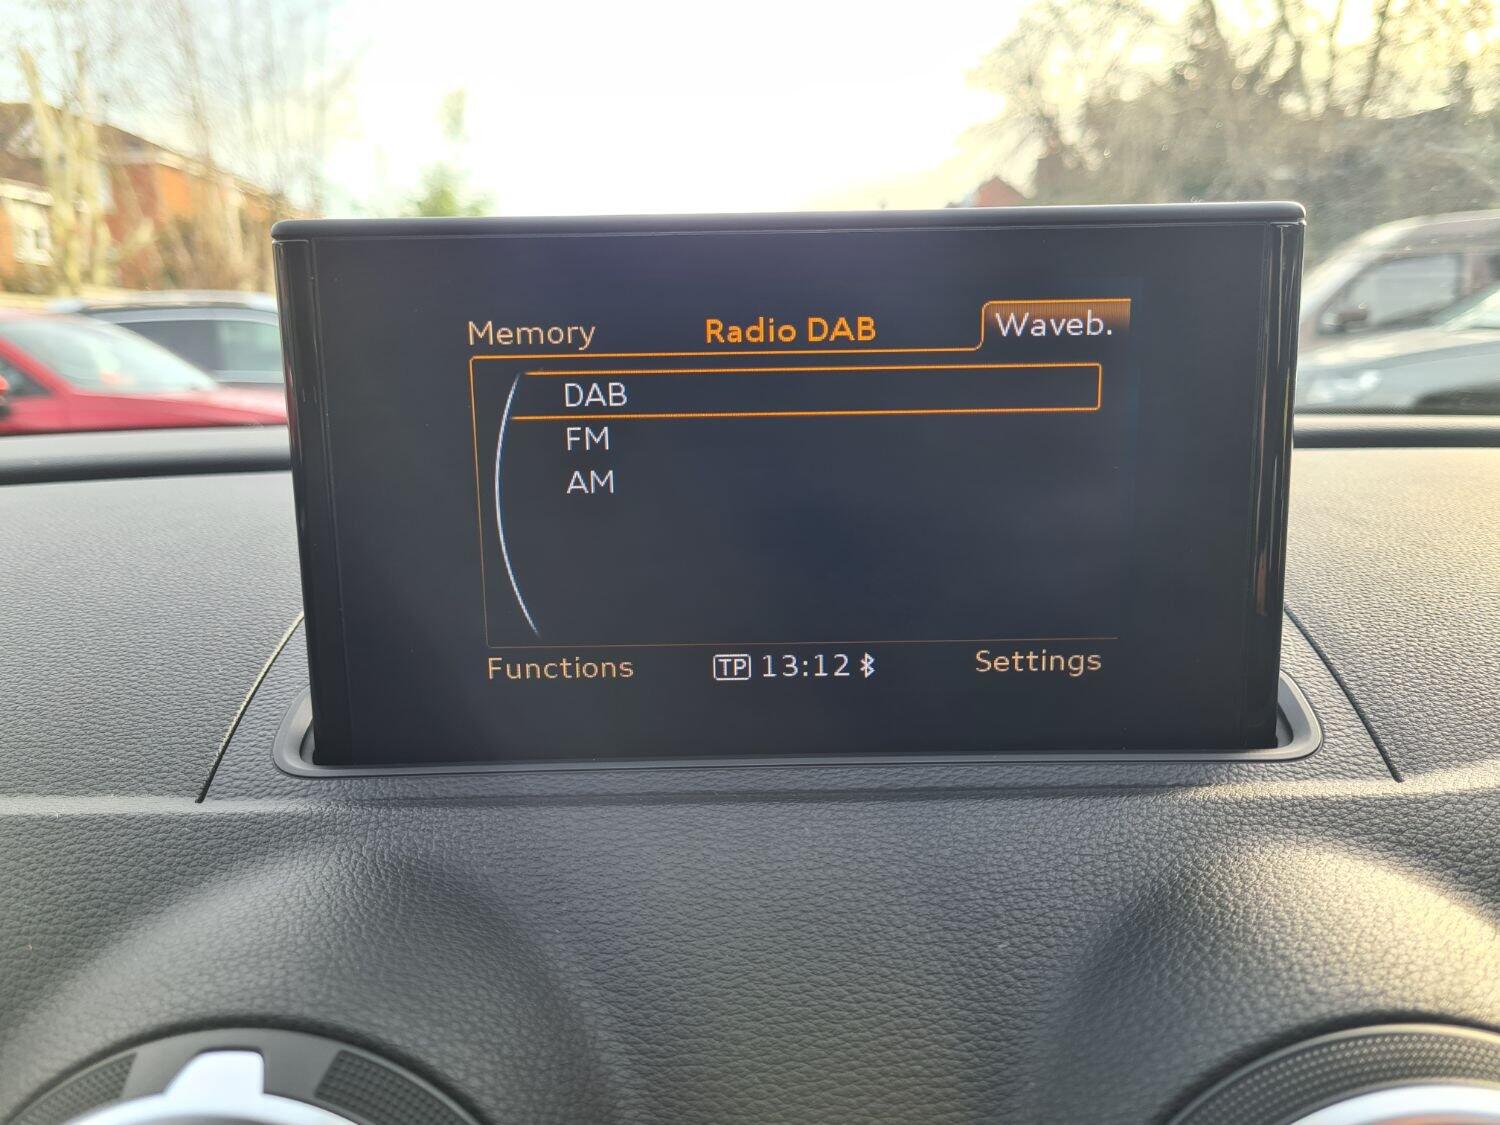 Memory Radio DAB Waveb.
DAB
FM
AM
Functions TP 13:12 Settings